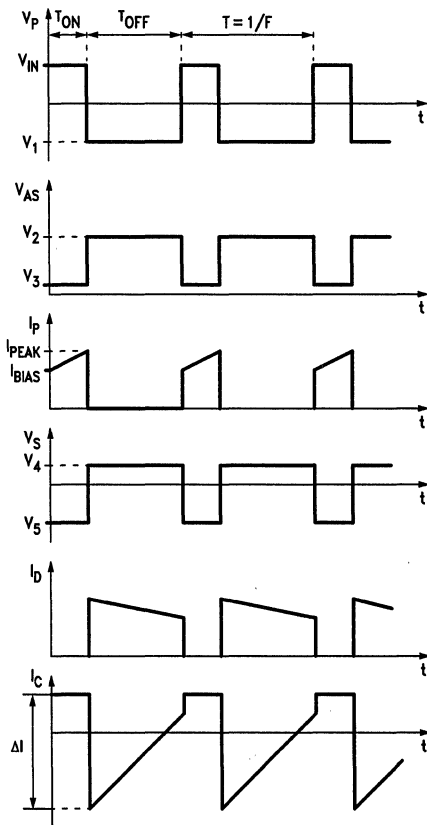 V_P T_ON T_OFF T = 1/F
V_IN
t
V_1
V_AS
V_2
V_3
t
I_P
I_PEAK
I_BIAS
t
V_S
V_4
t
V_5
I_D
t
I_C
t
ΔI